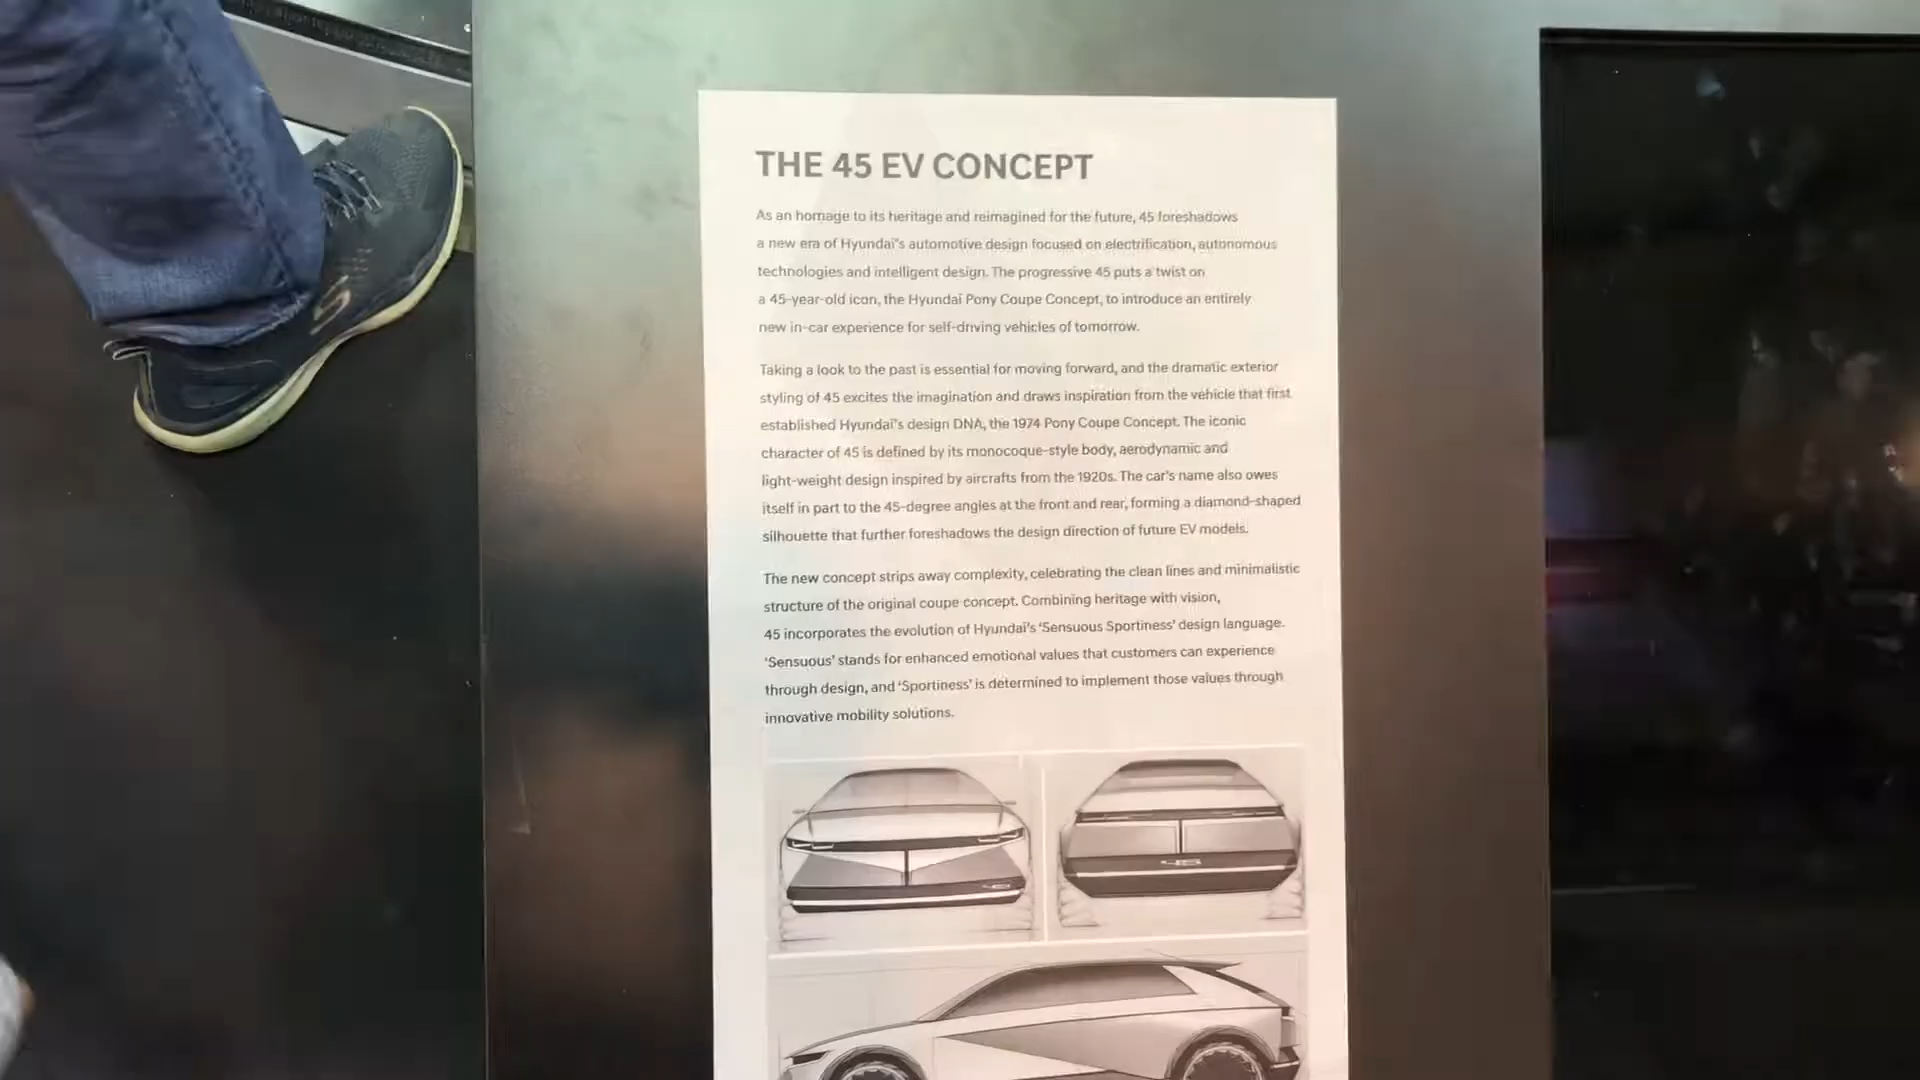 THE 45 EV CONCEPT
As an homage to its heritage and reimagined for the future, 45 foreshadows
a new era of Hyundai's automotive design focused on electrification, autonomous
technologies and intelligent design. The progressive 45 puts a twist on
a 45-year-old icon, the Hyundai Pony Coupe Concept, to introduce an entirely
new in-car experience for self-driving vehicles of tomorrow.
Taking a look to the past is essential for moving forward, and the dramatic exterior
styling of 45 excites the imagination and draws inspiration from the vehicle that first
established Hyundai's design DNA, the 1974 Pony Coupe Concept. The iconic
character of 45 is defined by its monocoque-style body, aerodynamic and
light-weight design inspired by aircrafts from the 1920s. The car's name also owes
itself in part to the 45-degree angles at the front and rear, forming a diamond-shaped
silhouette that further foreshadows the design direction of future EV models.
The new concept strips away complexity, celebrating the clean lines and minimalistic
structure of the original coupe concept. Combining heritage with vision,
45 incorporates the evolution of Hyundai's 'Sensuous Sportiness' design language.
'Sensuous' stands for enhanced emotional values that customers can experience
through design, and 'Sportiness' is determined to implement those values through
innovative mobility solutions.
45